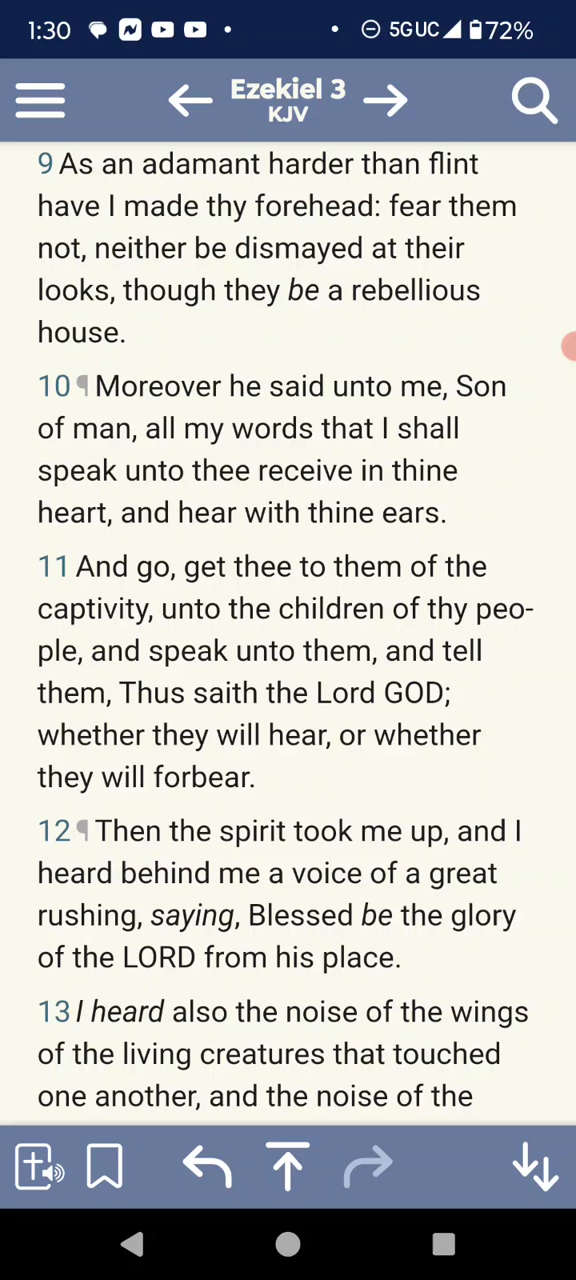 1:30 5GUC 72%
Ezekiel 3
KJV
9 As an adamant harder than flint
have I made thy forehead: fear them
not, neither be dismayed at their
looks, though they be a rebellious
house.
10 ¶ Moreover he said unto me, Son
of man, all my words that I shall
speak unto thee receive in thine
heart, and hear with thine ears.
11 And go, get thee to them of the
captivity, unto the children of thy peo-
ple, and speak unto them, and tell
them, Thus saith the Lord GOD;
whether they will hear, or whether
they will forbear.
12 ¶ Then the spirit took me up, and I
heard behind me a voice of a great
rushing, saying, Blessed be the glory
of the LORD from his place.
13 I heard also the noise of the wings
of the living creatures that touched
one another, and the noise of the